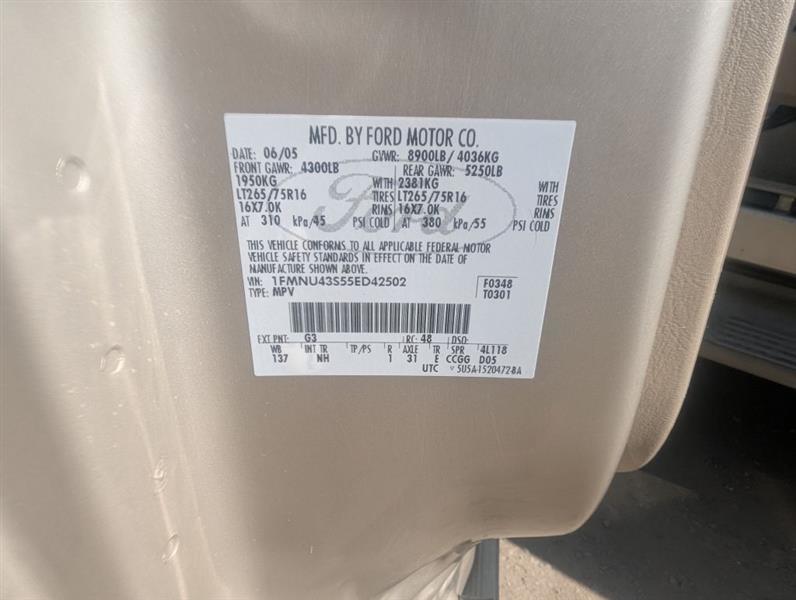 MFD. BY FORD MOTOR CO.
DATE: 06/05 GVWR: 8900LB/ 4036KG
FRONT GAWR: 4300LB REAR GAWR: 5250LB
1950KG WITH 2381KG WITH
LT265/75R16 TIRES LT265/75R16 TIRES
16X7.0K RIMS 16X7.0K RIMS
AT 310 kPa/45 PSI COLD AT 380 kPa/55 PSI COLD
Ford
THIS VEHICLE CONFORMS TO ALL APPLICABLE FEDERAL MOTOR
VEHICLE SAFETY STANDARDS IN EFFECT ON THE DATE OF
MANUFACTURE SHOWN ABOVE.
VIN: 1FMNU43S55ED42502 F0348
TYPE: MPV T0301
EXT PNT: G3 RC: 48 DSO:
WB INT TR TP/PS R AXLE TR SPR 4L118
137 NH 1 31 E CCGG D05
UTC 5U5A-1520472-BA